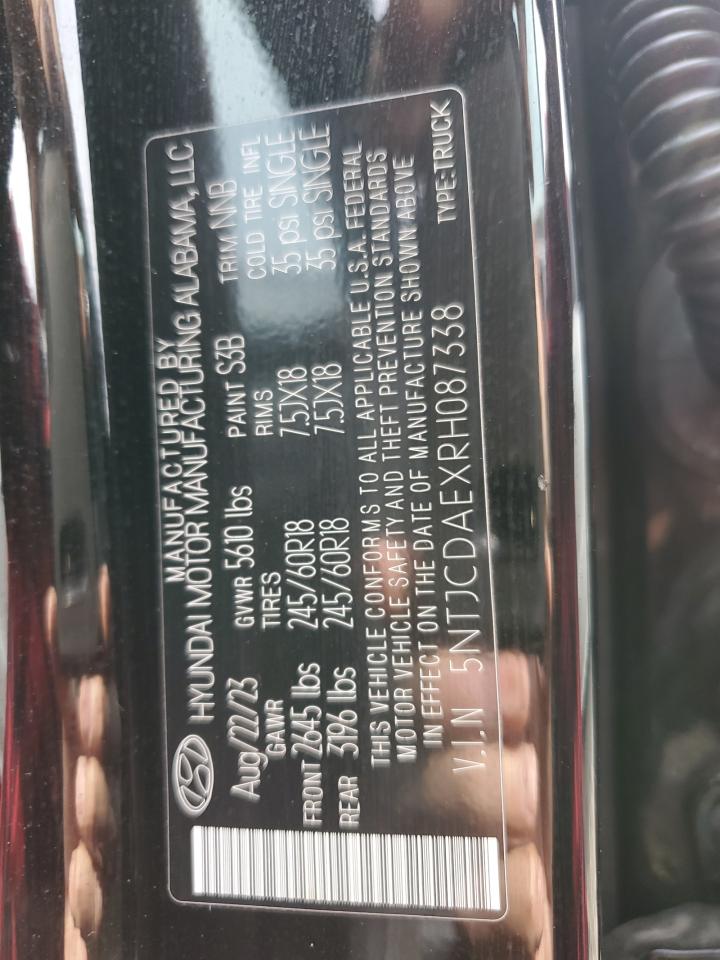 MANUFACTURED BY
HYUNDAI MOTOR MANUFACTURING ALABAMA, LLC
Aug/22/23 GVWR 5610 lbs PAINT S3B TRIM NNB
GAWR TIRES RIMS COLD TIRE INFL
FRONT 2645 lbs 245/60R18 7.5JX18 35 psi SINGLE
REAR 3196 lbs 245/60R18 7.5JX18 35 psi SINGLE
THIS VEHICLE CONFORMS TO ALL APPLICABLE U.S.A. FEDERAL
MOTOR VEHICLE SAFETY AND THEFT PREVENTION STANDARDS
IN EFFECT ON THE DATE OF MANUFACTURE SHOWN ABOVE
V.I.N 5NTJCDAEXRH087338 TYPE:TRUCK